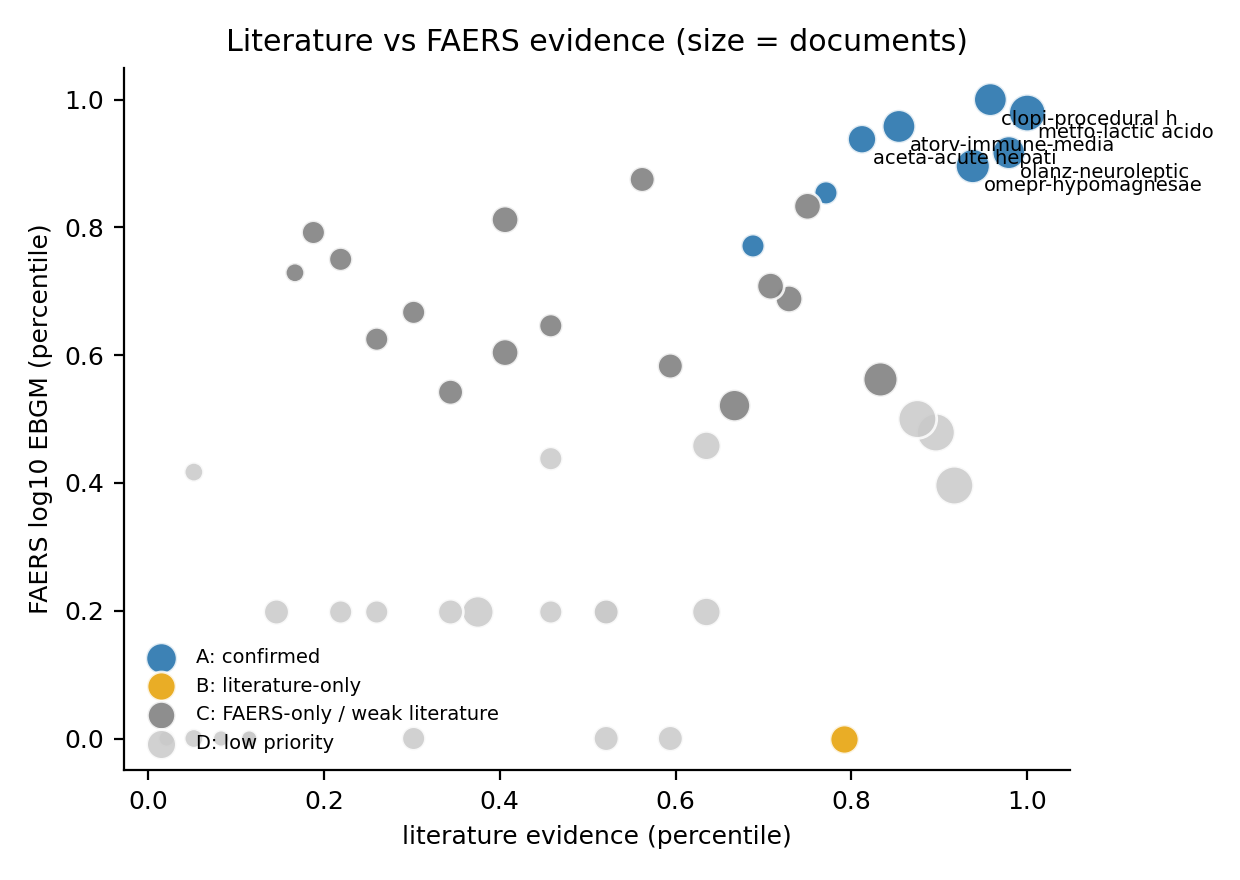 Literature vs FAERS evidence (size = documents)
FAERS log10 EBGM (percentile)
1.0
0.8
0.6
0.4
0.2
0.0
clopi-procedural h
metfo-lactic acido
atorv-immune-media
aceta-acute hepati
olanz-neuroleptic
omepr-hypomagnesae
A: confirmed
B: literature-only
C: FAERS-only / weak literature
D: low priority
0.0 0.2 0.4 0.6 0.8 1.0
literature evidence (percentile)